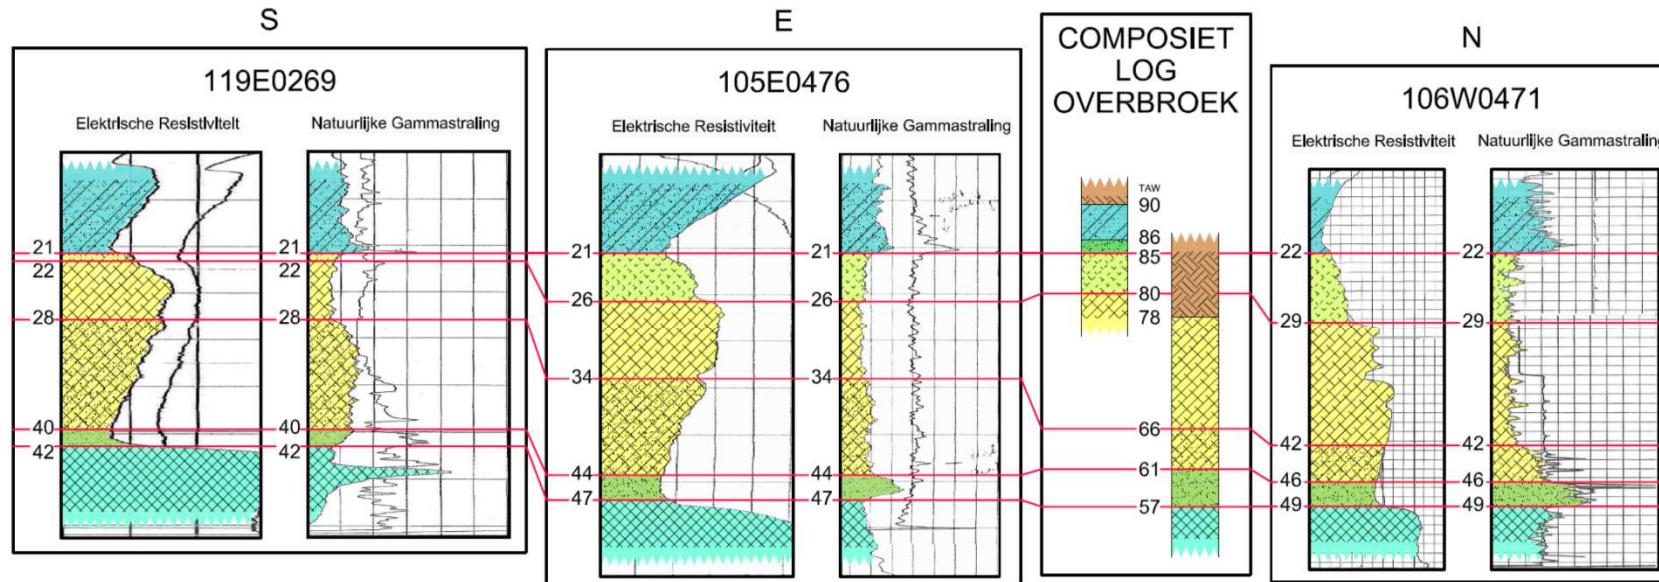 S
E
N
119E0269
Elektrische Resistiviteit
Natuurlijke Gammastraling
21
21
22
22
28
28
40
40
42
42
105E0476
Elektrische Resistiviteit
Natuurlijke Gammastraling
21
21
26
26
34
34
44
44
47
47
COMPOSIET
LOG
OVERBROEK
TAW
90
86
85
80
78
66
61
57
106W0471
Elektrische Resistiviteit
Natuurlijke Gammastraling
22
22
29
29
42
42
46
46
49
49